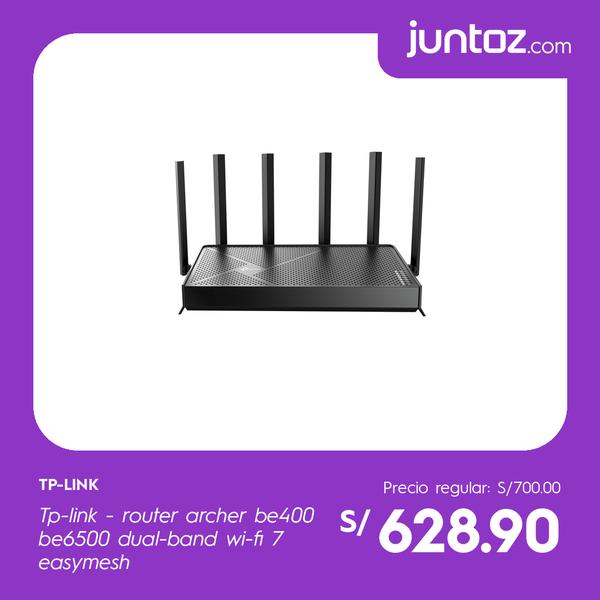 juntoz.com
TP-LINK
Tp-link - router archer be400
be6500 dual-band wi-fi 7
easymesh
Precio regular: S/700.00
S/ 628.90